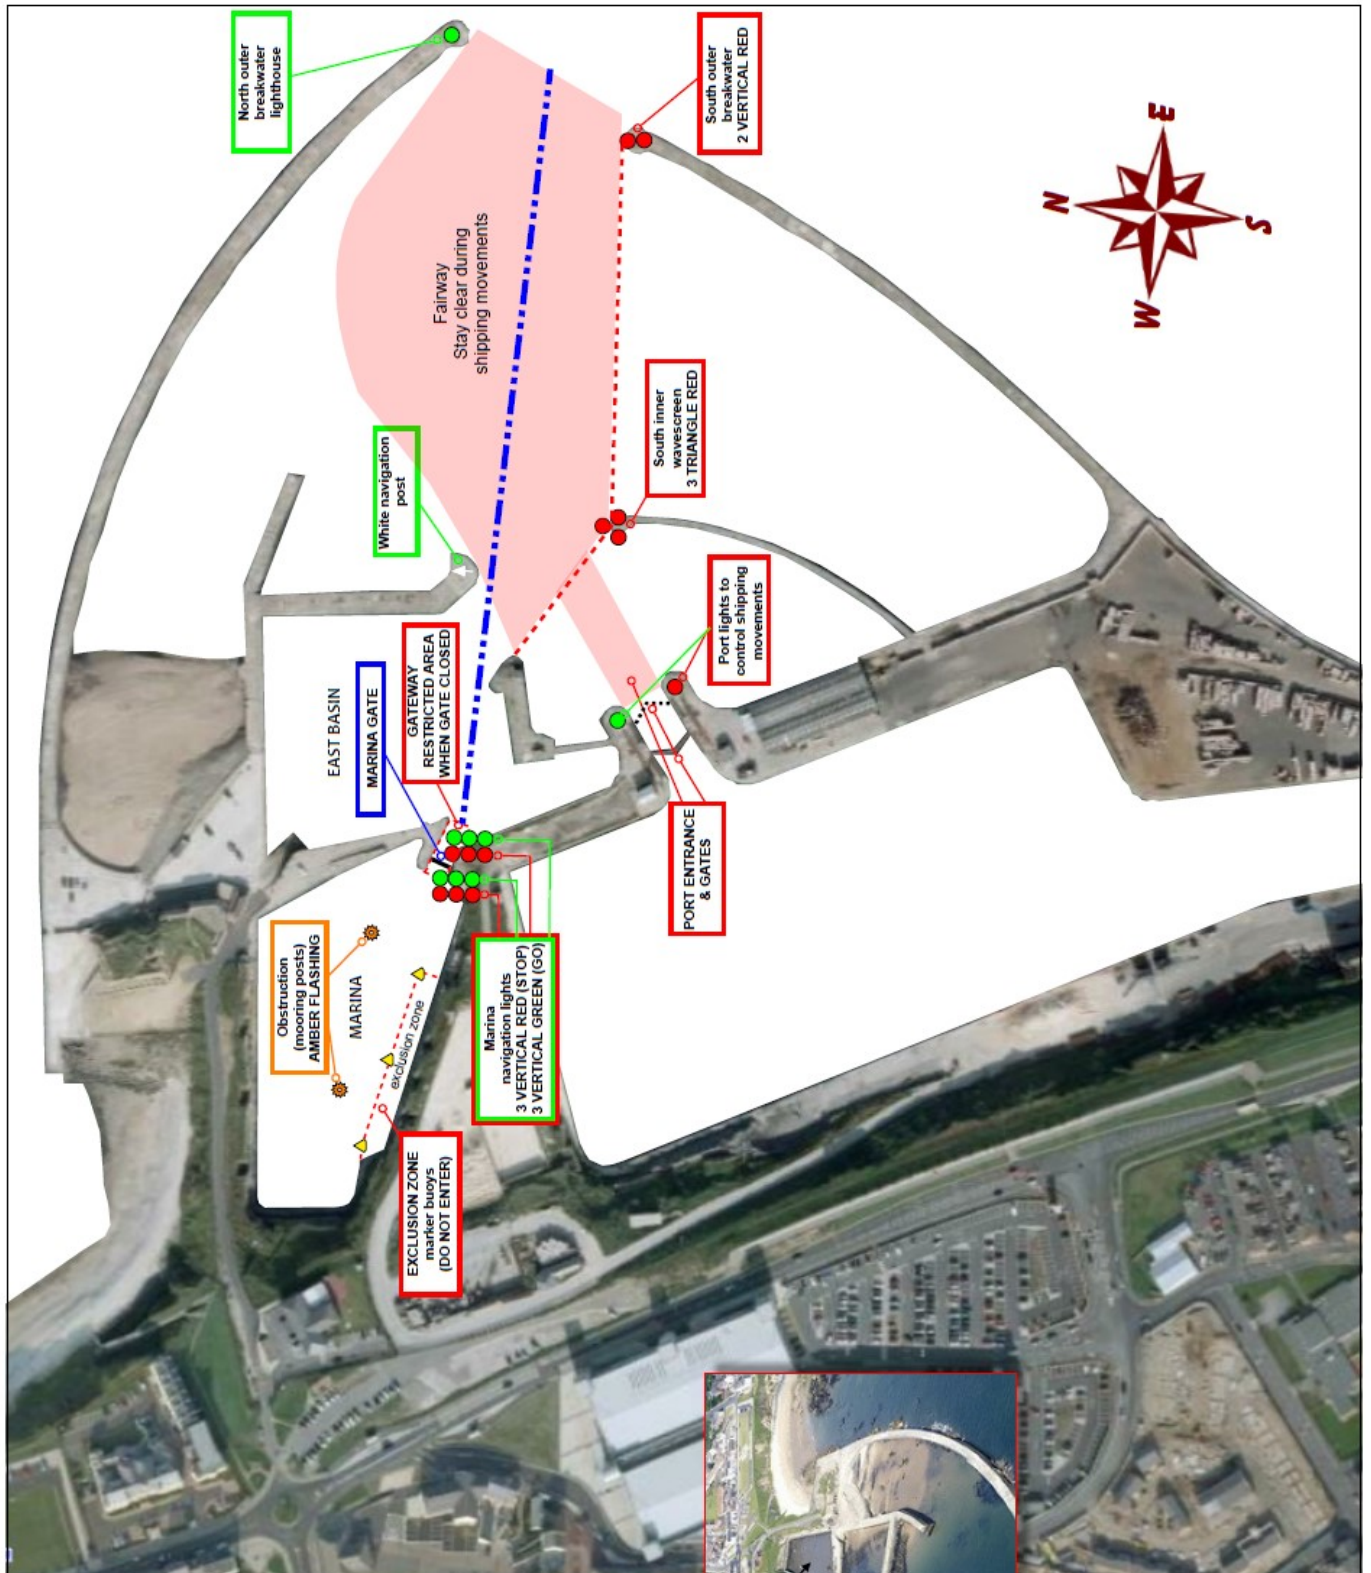 North outer
breakwater
lighthouse
South outer
breakwater
2 VERTICAL RED
N
E
S
W
Fairway
Stay clear during
shipping movements
White navigation
post
South inner
wavescreen
3 TRIANGLE RED
Port lights to
control shipping
movements
EAST BASIN
MARINA GATE
GATEWAY
RESTRICTED AREA
WHEN GATE CLOSED
PORT ENTRANCE
& GATES
Obstruction
(mooring posts)
AMBER FLASHING
MARINA
exclusion zone
Marina
navigation lights
3 VERTICAL RED (STOP)
3 VERTICAL GREEN (GO)
EXCLUSION ZONE
marker buoys
(DO NOT ENTER)